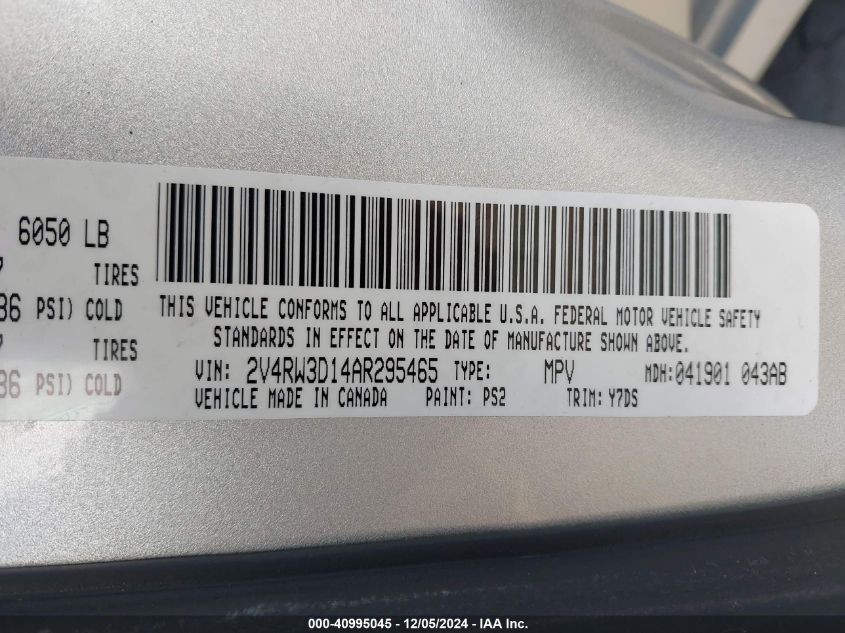 6050 LB
TIRES
PSI) COLD
TIRES
PSI) COLD
THIS VEHICLE CONFORMS TO ALL APPLICABLE U.S.A. FEDERAL MOTOR VEHICLE SAFETY
STANDARDS IN EFFECT ON THE DATE OF MANUFACTURE SHOWN ABOVE.
VIN: 2V4RW3D14AR295465 TYPE: MPV MDH:041901 043AB
VEHICLE MADE IN CANADA PAINT: PS2 TRIM: Y7DS
000-40995045 - 12/05/2024 - IAA Inc.